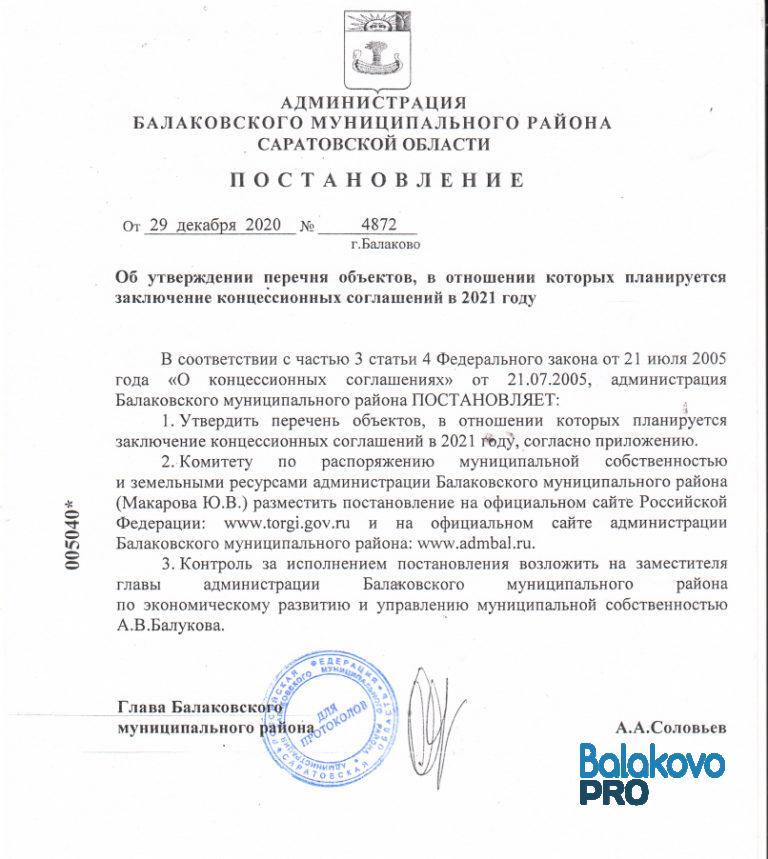 АДМИНИСТРАЦИЯ
БАЛАКОВСКОГО МУНИЦИПАЛЬНОГО РАЙОНА
САРАТОВСКОЙ ОБЛАСТИ
ПОСТАНОВЛЕНИЕ
От 29 декабря 2020 № 4872
г.Балаково
Об утверждении перечня объектов, в отношении которых планируется
заключение концессионных соглашений в 2021 году
В соответствии с частью 3 статьи 4 Федерального закона от 21 июля 2005
года «О концессионных соглашениях» от 21.07.2005, администрация
Балаковского муниципального района ПОСТАНОВЛЯЕТ:
1. Утвердить перечень объектов, в отношении которых планируется
заключение концессионных соглашений в 2021 году, согласно приложению.
2. Комитету по распоряжению муниципальной собственностью
и земельными ресурсами администрации Балаковского муниципального района
(Макарова Ю.В.) разместить постановление на официальном сайте Российской
Федерации: www.torgi.gov.ru и на официальном сайте администрации
Балаковского муниципального района: www.admbal.ru.
3. Контроль за исполнением постановления возложить на заместителя
главы администрации Балаковского муниципального района
по экономическому развитию и управлению муниципальной собственностью
А.В.Балукова.
005040*
Глава Балаковского
муниципального района А.А.Соловьев
РОССИЙСКАЯ ФЕДЕРАЦИЯ
САРАТОВСКАЯ ОБЛАСТЬ
АДМИНИСТРАЦИЯ БАЛАКОВСКОГО МУНИЦИПАЛЬНОГО РАЙОНА
ДЛЯ
ПРОТОКОЛОВ
Balakovo
PRO